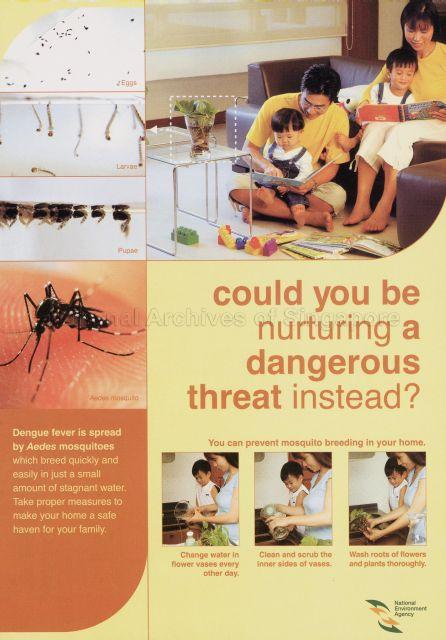 Eggs
Larvae
Pupae
Aedes mosquito
National Archives of Singapore
could you be
nurturing a
dangerous
threat instead?
Dengue fever is spread
by Aedes mosquitoes
which breed quickly and
easily in just a small
amount of stagnant water.
Take proper measures to
make your home a safe
haven for your family.
You can prevent mosquito breeding in your home.
Change water in
flower vases every
other day.
Clean and scrub the
inner sides of vases.
Wash roots of flowers
and plants thoroughly.
National
Environment
Agency